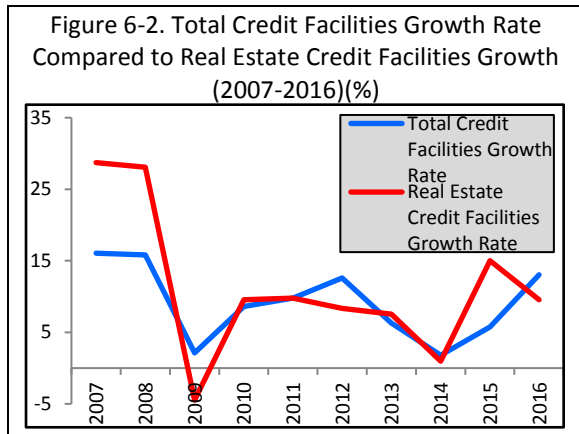 Figure 6-2. Total Credit Facilities Growth Rate
Compared to Real Estate Credit Facilities Growth
(2007-2016)(%)
35
25
15
5
-5
Total Credit
Facilities Growth
Rate
Real Estate
Credit Facilities
Growth Rate
2007
2008
2009
2010
2011
2012
2013
2014
2015
2016